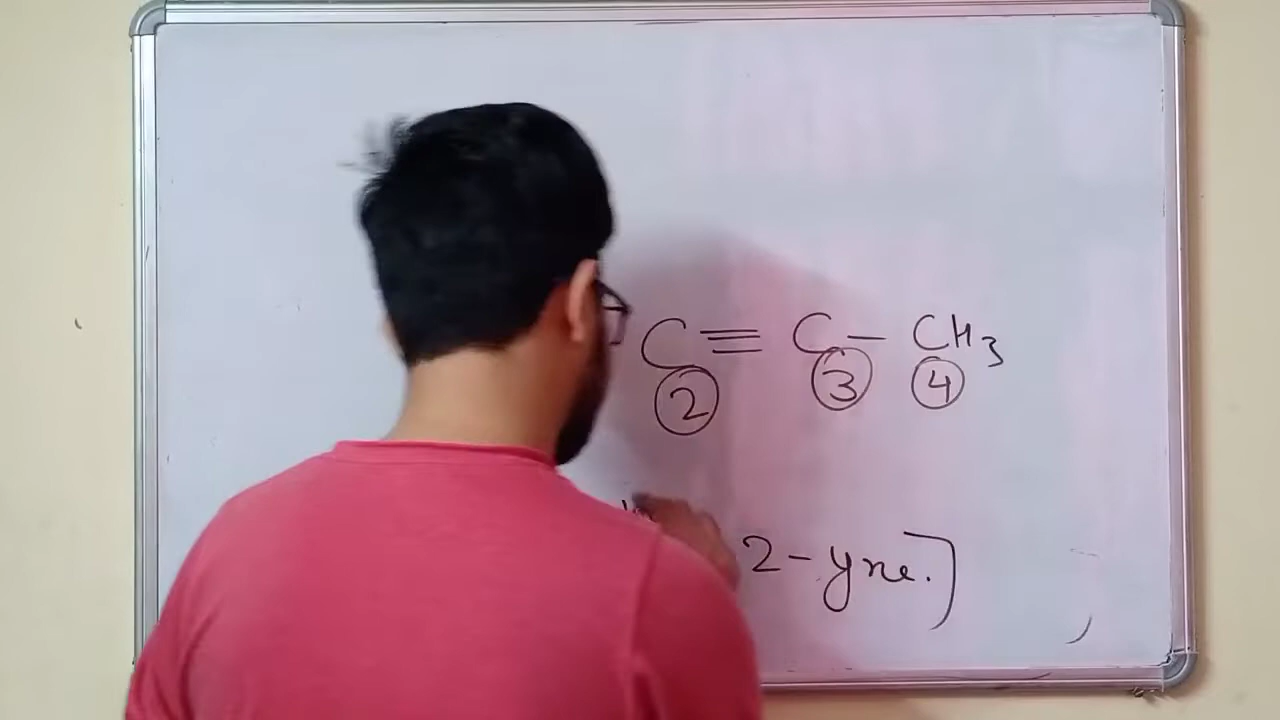 C ≡ C - CH3
② ③ ④
2-yne.]